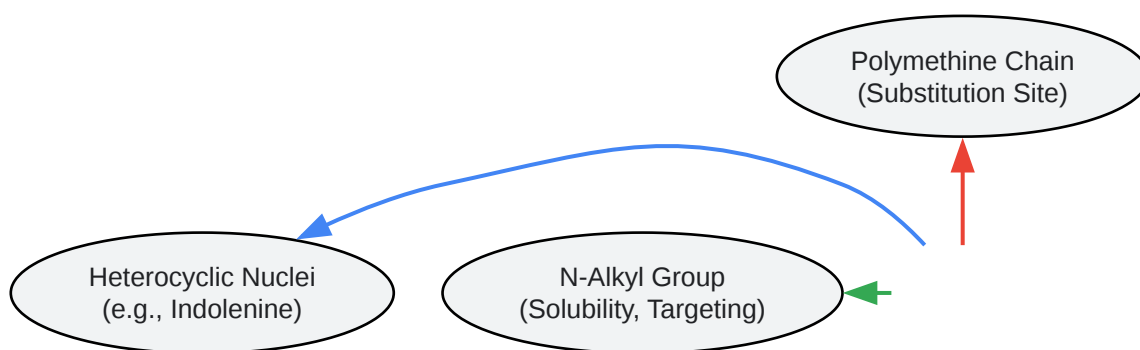 Polymethine Chain
(Substitution Site)
Heterocyclic Nuclei
(e.g., Indolenine)
N-Alkyl Group
(Solubility, Targeting)